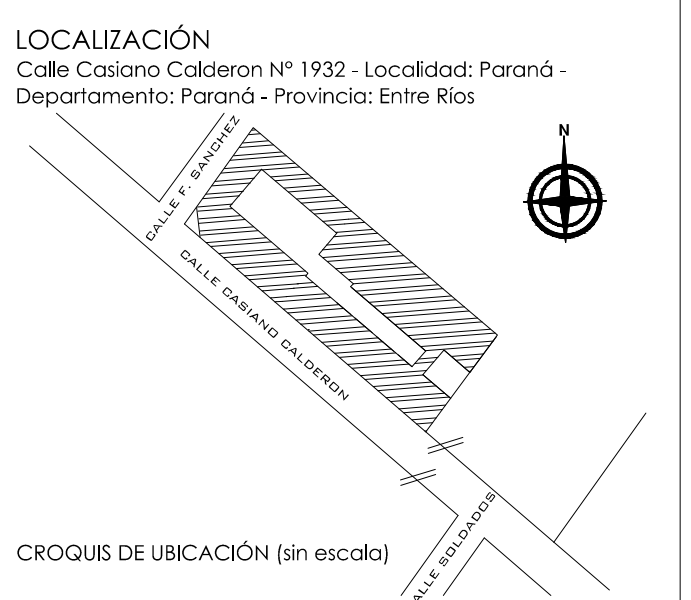 LOCALIZACIÓN
Calle Casiano Calderon N° 1932 - Localidad: Paraná -
Departamento: Paraná - Provincia: Entre Ríos
N
CALLE F. SANCHEZ
CALLE CASIANO CALDERON
ALLE SOLDADOS
CROQUIS DE UBICACIÓN (sin escala)